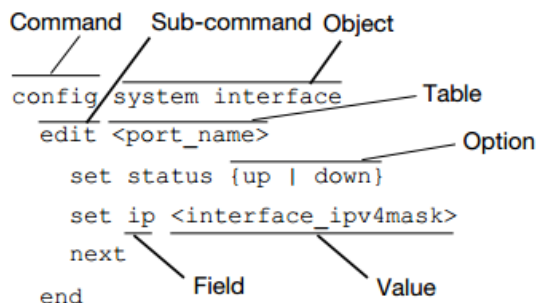 Command Sub-command Object
config system interface
Table
edit <port_name>
Option
set status {up | down}
set ip <interface_ipv4mask>
next
Field Value
end